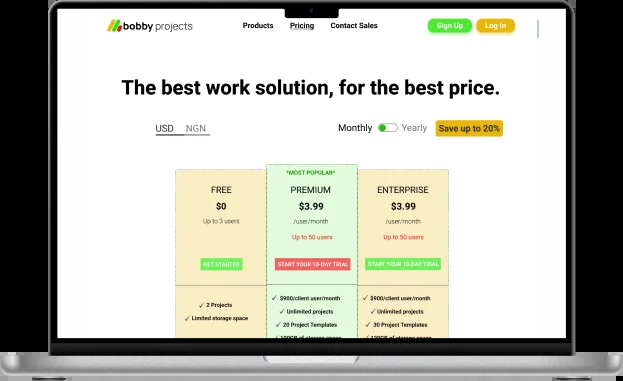 bobby projects
Products Pricing Contact Sales
Sign Up Log In
The best work solution, for the best price.
USD NGN
Monthly Yearly Save up to 20%
*MOST POPULAR*
FREE PREMIUM ENTERPRISE
$0 $3.99 $3.99
Up to 3 users /user/month /user/month
Up to 50 users Up to 50 users
GET STARTED START YOUR 10-DAY TRIAL START YOUR 10-DAY TRIAL
✓ $900/client user/month ✓ $900/client user/month
✓ 2 Projects ✓ Unlimited projects ✓ Unlimited projects
✓ Limited storage space ✓ 20 Project Templates ✓ 30 Project Templates